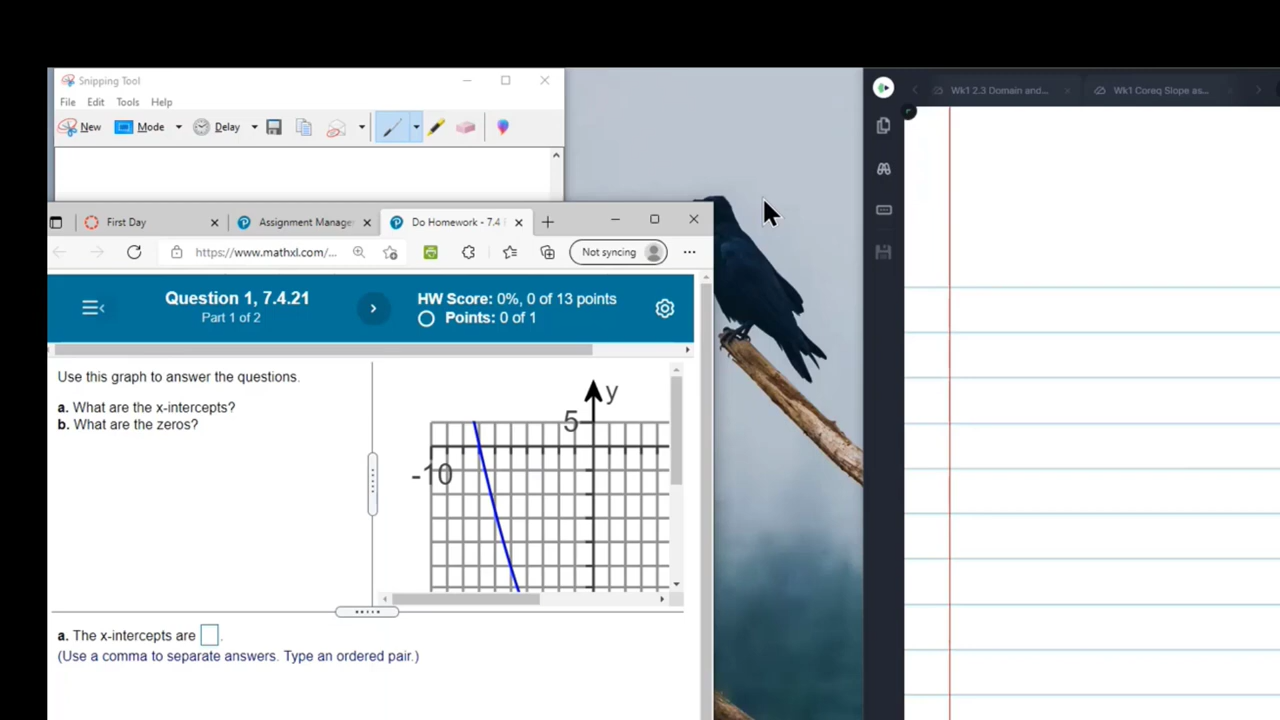 Snipping Tool
File Edit Tools Help
New Mode Delay
Wk1 2.3 Domain and... Wk1 Coreq Slope as...
First Day Assignment Manage Do Homework - 7.4
https://www.mathxl.com/... Not syncing
Question 1, 7.4.21
Part 1 of 2
HW Score: 0%, 0 of 13 points
Points: 0 of 1
Use this graph to answer the questions.
a. What are the x-intercepts?
b. What are the zeros?
y
5
-10
a. The x-intercepts are .
(Use a comma to separate answers. Type an ordered pair.)